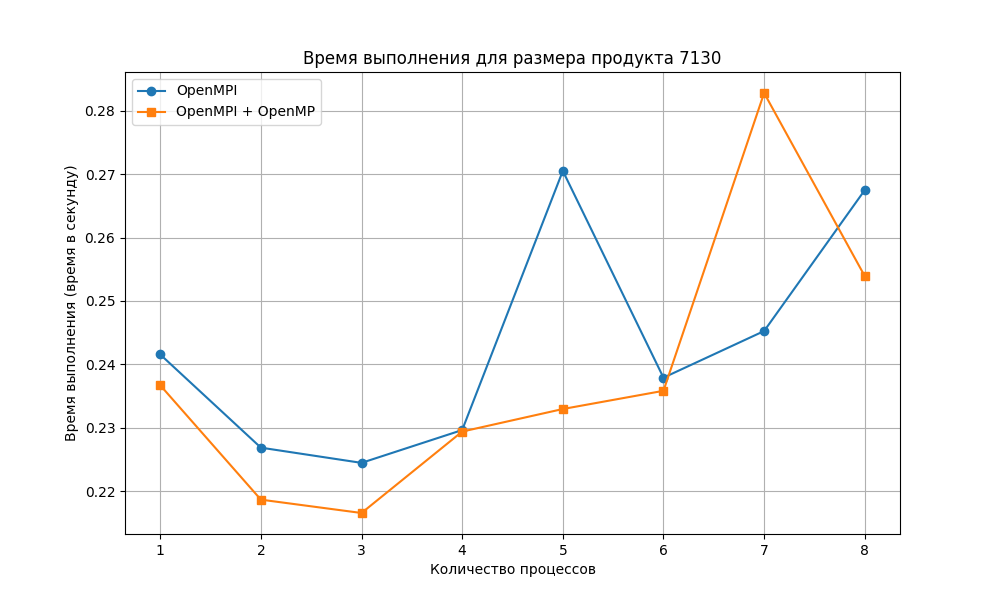 Время выполнения для размера продукта 7130
OpenMPI
OpenMPI + OpenMP
Время выполнения (время в секунду)
0.28
0.27
0.26
0.25
0.24
0.23
0.22
1 2 3 4 5 6 7 8
Количество процессов